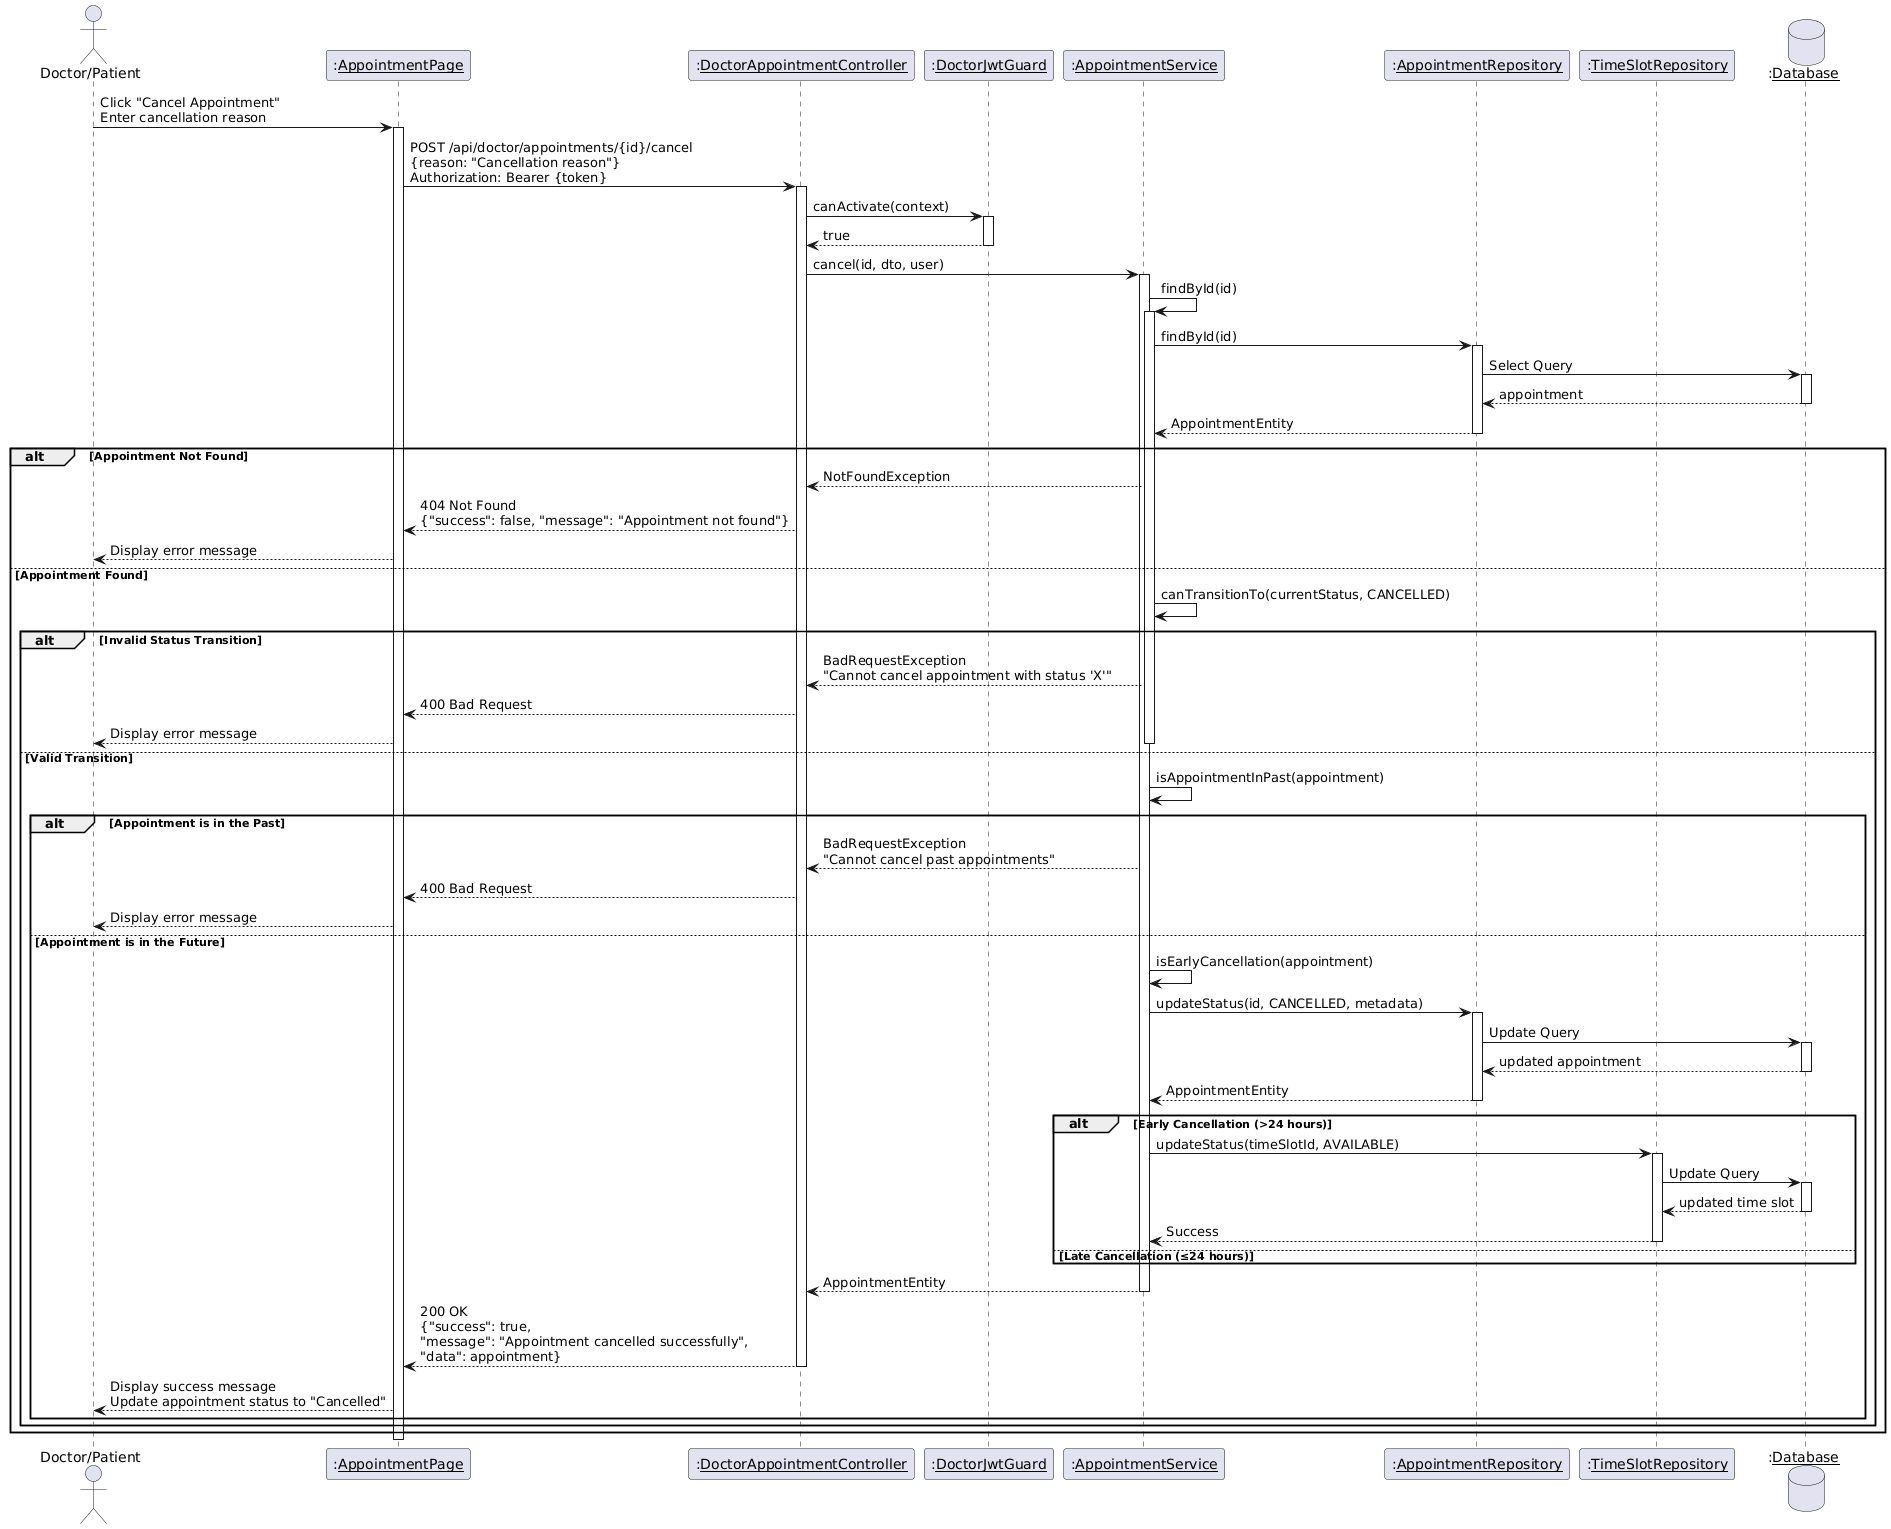 Doctor/Patient
:AppointmentPage
:DoctorAppointmentController
:DoctorJwtGuard
:AppointmentService
:AppointmentRepository
:TimeSlotRepository
:Database
Click "Cancel Appointment"
Enter cancellation reason
POST /api/doctor/appointments/{id}/cancel
{reason: "Cancellation reason"}
Authorization: Bearer {token}
canActivate(context)
true
cancel(id, dto, user)
findById(id)
findById(id)
Select Query
appointment
AppointmentEntity
alt
[Appointment Not Found]
NotFoundException
404 Not Found
{"success": false, "message": "Appointment not found"}
Display error message
[Appointment Found]
canTransitionTo(currentStatus, CANCELLED)
alt
[Invalid Status Transition]
BadRequestException
"Cannot cancel appointment with status 'X'"
400 Bad Request
Display error message
[Valid Transition]
isAppointmentInPast(appointment)
alt
[Appointment is in the Past]
BadRequestException
"Cannot cancel past appointments"
400 Bad Request
Display error message
[Appointment is in the Future]
isEarlyCancellation(appointment)
updateStatus(id, CANCELLED, metadata)
Update Query
updated appointment
AppointmentEntity
alt
[Early Cancellation (>24 hours)]
updateStatus(timeSlotId, AVAILABLE)
Update Query
updated time slot
Success
[Late Cancellation (≤24 hours)]
AppointmentEntity
200 OK
{"success": true,
"message": "Appointment cancelled successfully",
"data": appointment}
Display success message
Update appointment status to "Cancelled"
Doctor/Patient
:AppointmentPage
:DoctorAppointmentController
:DoctorJwtGuard
:AppointmentService
:AppointmentRepository
:TimeSlotRepository
:Database